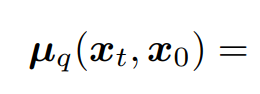 μ_q(x_t, x_0) =